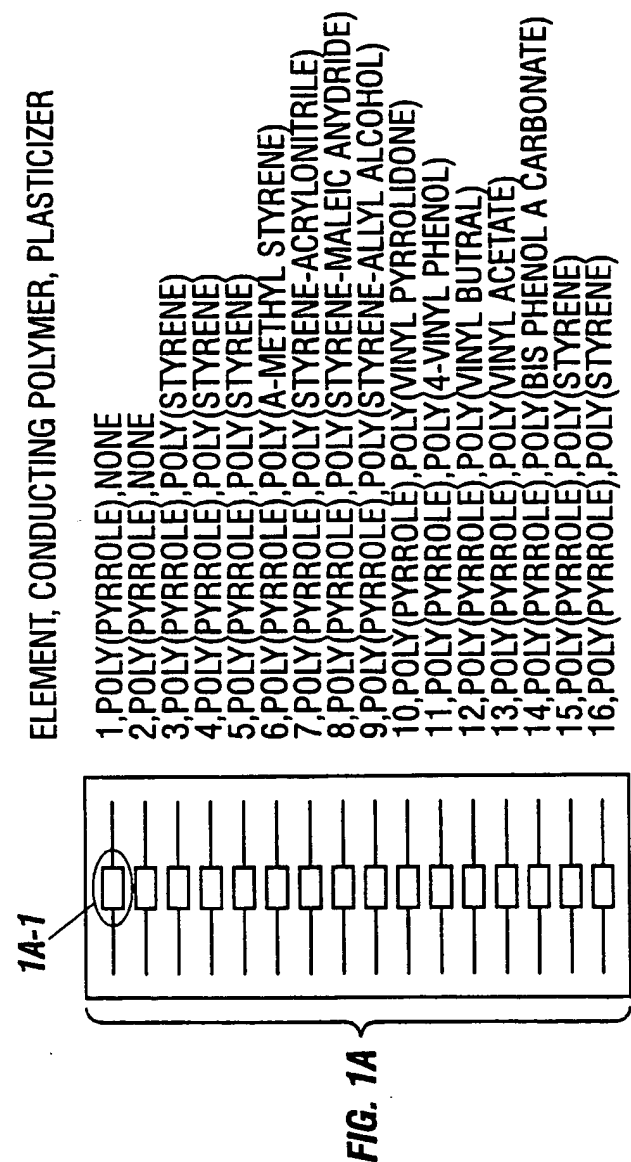 ELEMENT, CONDUCTING POLYMER, PLASTICIZER
1,POLY(PYRROLE),NONE
2,POLY(PYRROLE),NONE
3,POLY(PYRROLE),POLY(STYRENE)
4,POLY(PYRROLE),POLY(STYRENE)
5,POLY(PYRROLE),POLY(STYRENE)
6,POLY(PYRROLE),POLY(A-METHYL STYRENE)
7,POLY(PYRROLE),POLY(STYRENE-ACRYLONITRILE)
8,POLY(PYRROLE),POLY(STYRENE-MALEIC ANYDRIDE)
9,POLY(PYRROLE),POLY(STYRENE-ALLYL ALCOHOL)
10,POLY(PYRROLE),POLY(VINYL PYRROLIDONE)
11,POLY(PYRROLE),POLY(4-VINYL PHENOL)
12,POLY(PYRROLE),POLY(VINYL BUTRAL)
13,POLY(PYRROLE),POLY(VINYL ACETATE)
14,POLY(PYRROLE),POLY(BIS PHENOL A CARBONATE)
15,POLY(PYRROLE),POLY(STYRENE)
16,POLY(PYRROLE),POLY(STYRENE)
1A-1
FIG. 1A